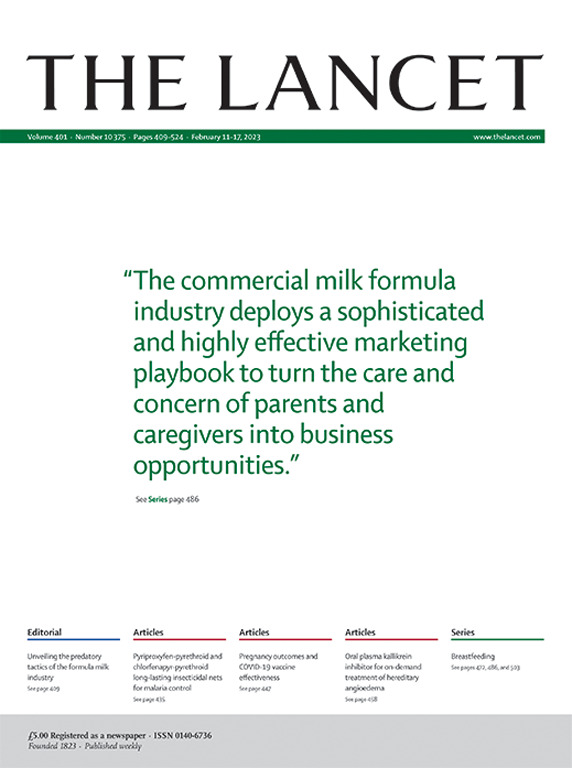 THE LANCET
Volume 401 · Number 10375 · Pages 409–524 · February 11–17, 2023
www.thelancet.com
“The commercial milk formula
industry deploys a sophisticated
and highly effective marketing
playbook to turn the care and
concern of parents and
caregivers into business
opportunities.”
See Series page 486
Editorial
Unveiling the predatory
tactics of the formula milk
industry
See page 409
Articles
Pyriproxyfen-pyrethroid and
chlorfenapyr-pyrethroid
long-lasting insecticidal nets
for malaria control
See page 435
Articles
Pregnancy outcomes and
COVID-19 vaccine
effectiveness
See page 447
Articles
Oral plasma kallikrein
inhibitor for on-demand
treatment of hereditary
angioedema
See page 458
Series
Breastfeeding
See pages 472, 486, and 503
£5.00 Registered as a newspaper · ISSN 0140-6736
Founded 1823 · Published weekly